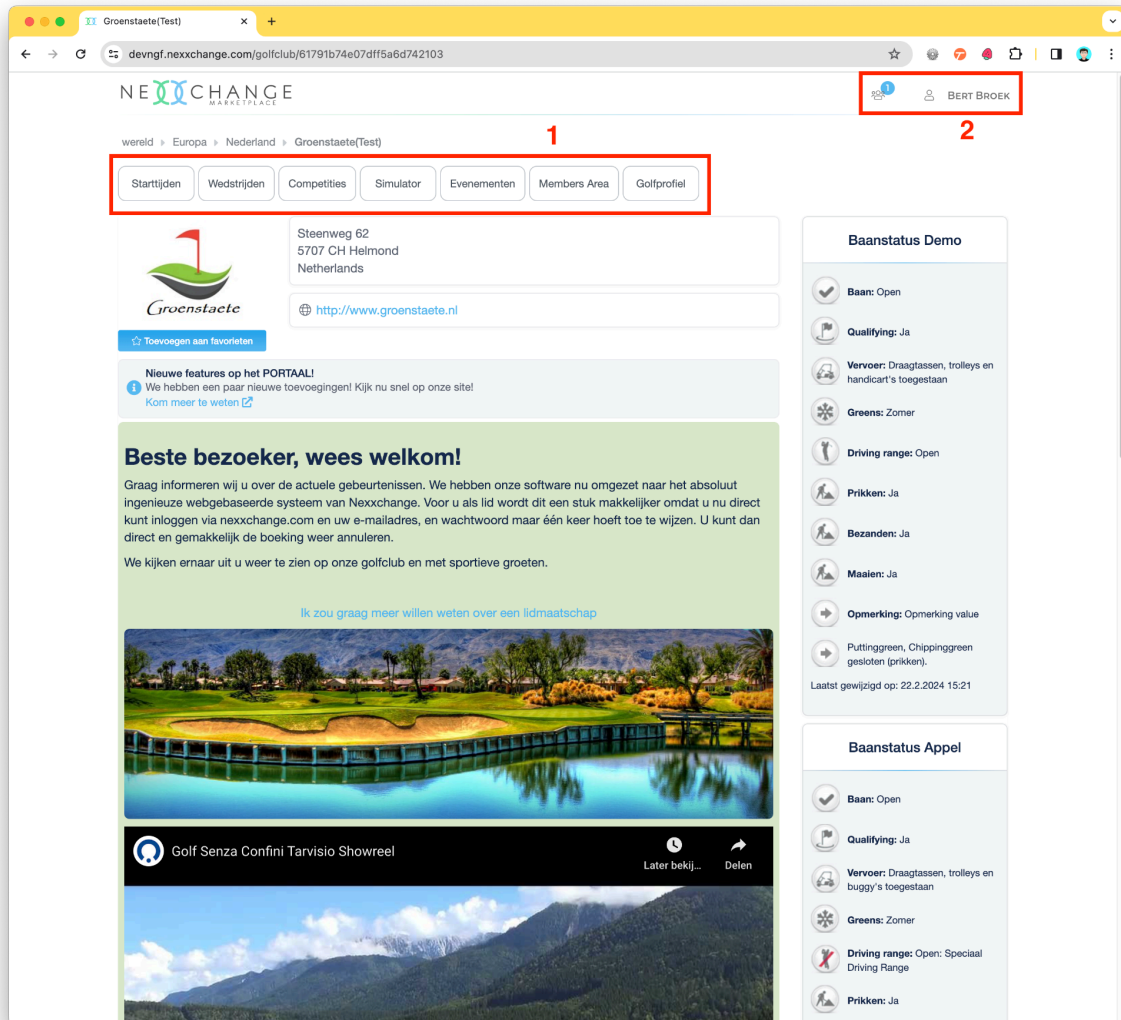 Groenstaete(Test)
devngf.nexxchange.com/golfclub/61791b74e07dff5a6d742103
NEXXCHANGE
MARKETPLACE
1
BERT BROEK
2
wereld Europa Nederland Groenstaete(Test)
1
Starttijden Wedstrijden Competities Simulator Evenementen Members Area Golfprofiel
Groenstaete
Toevoegen aan favorieten
Steenweg 62
5707 CH Helmond
Netherlands
http://www.groenstaete.nl
Nieuwe features op het PORTAAL!
We hebben een paar nieuwe toevoegingen! Kijk nu snel op onze site!
Kom meer te weten
Beste bezoeker, wees welkom!
Graag informeren wij u over de actuele gebeurtenissen. We hebben onze software nu omgezet naar het absoluut
ingenieuze webgebaseerde systeem van Nexxchange. Voor u als lid wordt dit een stuk makkelijker omdat u nu direct
kunt inloggen via nexxchange.com en uw e-mailadres, en wachtwoord maar één keer hoeft toe te wijzen. U kunt dan
direct en gemakkelijk de boeking weer annuleren.
We kijken ernaar uit u weer te zien op onze golfclub en met sportieve groeten.
Ik zou graag meer willen weten over een lidmaatschap
Golf Senza Confini Tarvisio Showreel
Later bekij...
Delen
Baanstatus Demo
Baan: Open
Qualifying: Ja
Vervoer: Draagtassen, trolleys en
handicart's toegestaan
Greens: Zomer
Driving range: Open
Prikken: Ja
Bezanden: Ja
Maaien: Ja
Opmerking: Opmerking value
Puttinggreen, Chippinggreen
gesloten (prikken).
Laatst gewijzigd op: 22.2.2024 15:21
Baanstatus Appel
Baan: Open
Qualifying: Ja
Vervoer: Draagtassen, trolleys en
buggy's toegestaan
Greens: Zomer
Driving range: Open: Speciaal
Driving Range
Prikken: Ja